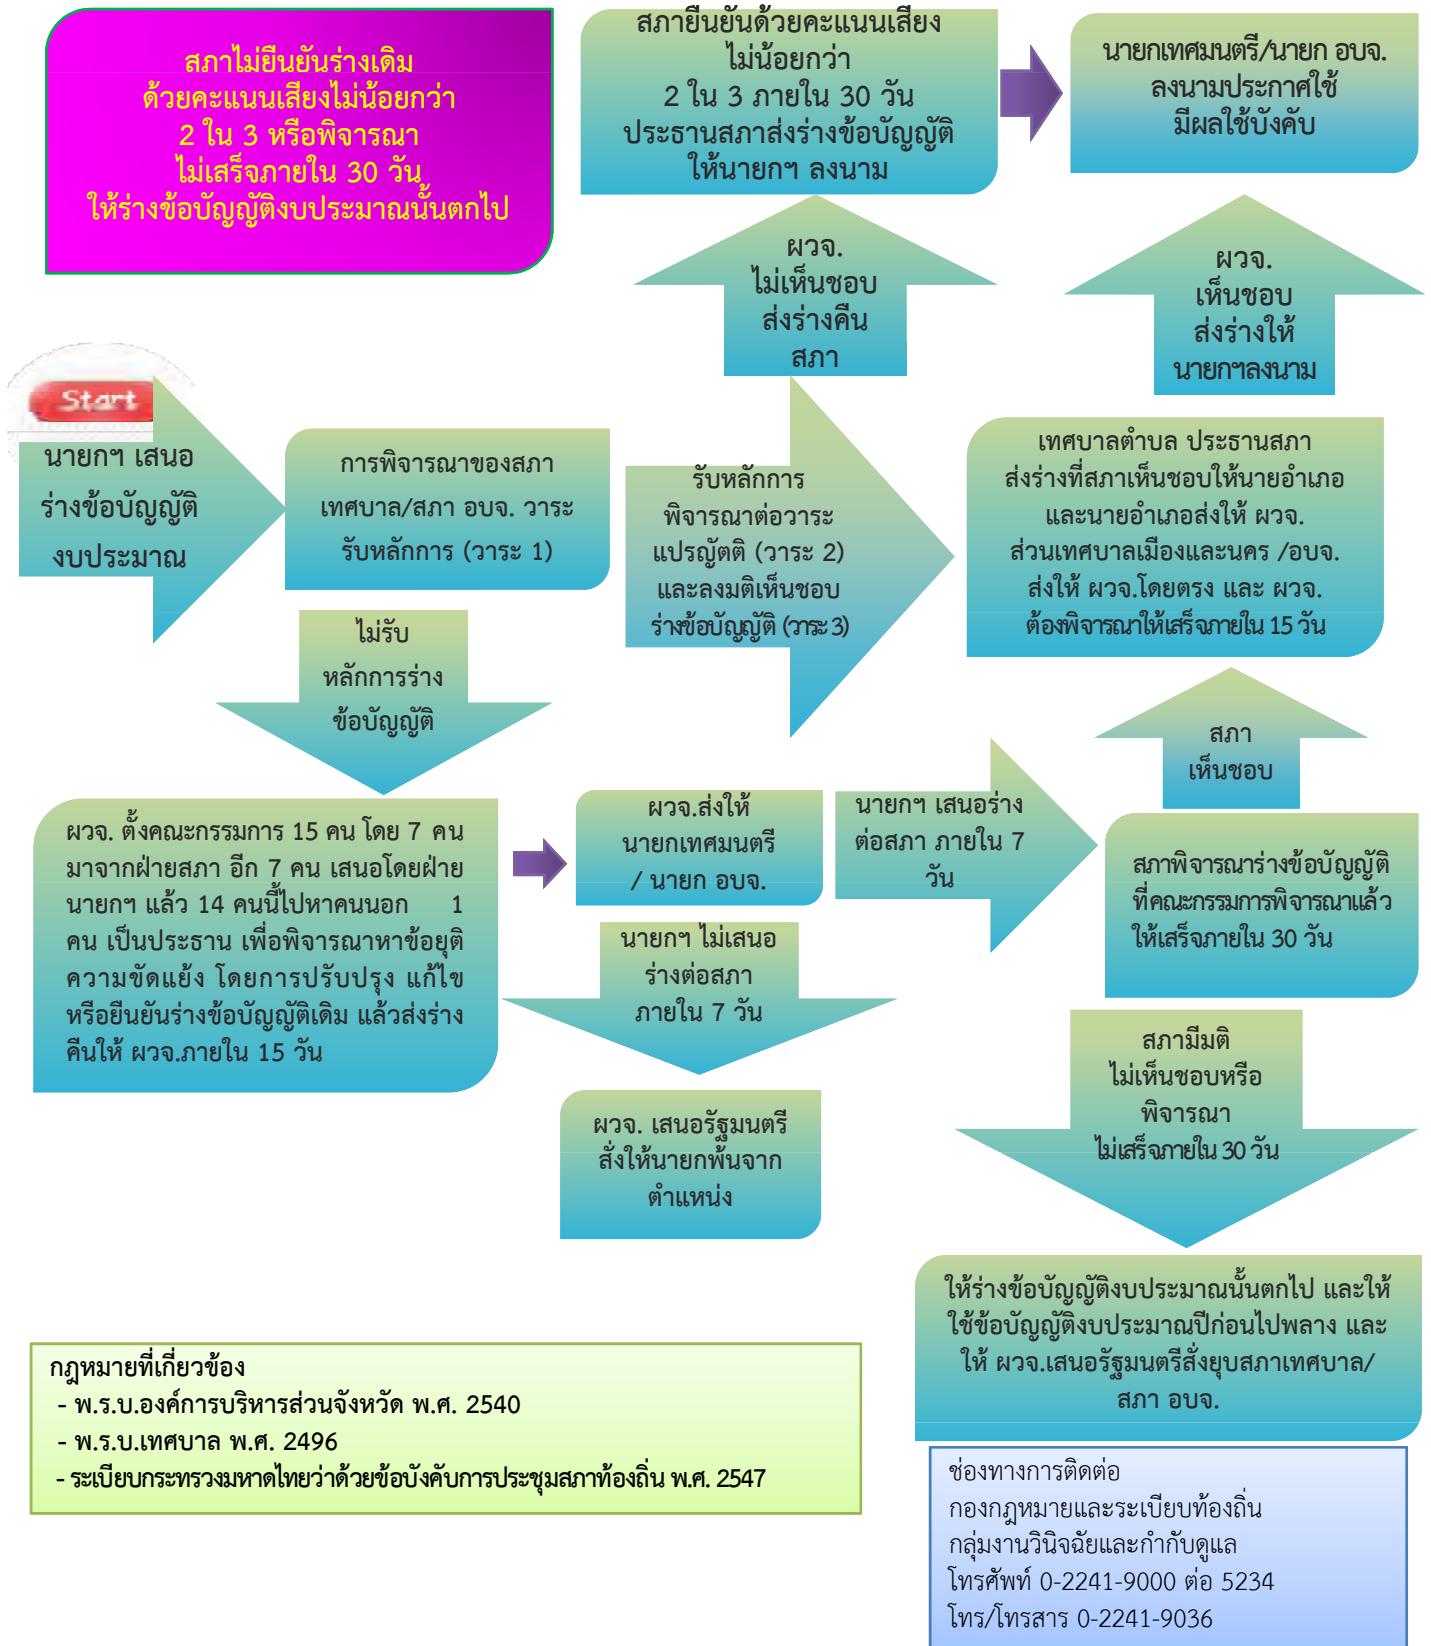 สภาไม่ยืนยันร่างเดิม
ด้วยคะแนนเสียงไม่น้อยกว่า
2 ใน 3 หรือพิจารณา
ไม่เสร็จภายใน 30 วัน
ให้ร่างข้อบัญญัติงบประมาณนั้นตกไป
สภายืนยันด้วยคะแนนเสียง
ไม่น้อยกว่า
2 ใน 3 ภายใน 30 วัน
ประธานสภาส่งร่างข้อบัญญัติ
ให้นายกฯ ลงนาม
นายกเทศมนตรี/นายก อบจ.
ลงนามประกาศใช้
มีผลใช้บังคับ
ผวจ.
ไม่เห็นชอบ
ส่งร่างคืน
สภา
ผวจ.
เห็นชอบ
ส่งร่างให้
นายกฯลงนาม
Start
นายกฯ เสนอ
ร่างข้อบัญญัติ
งบประมาณ
การพิจารณาของสภา
เทศบาล/สภา อบจ. วาระ
รับหลักการ (วาระ 1)
รับหลักการ
พิจารณาต่อวาระ
แปรญัตติ (วาระ 2)
และลงมติเห็นชอบ
ร่างข้อบัญญัติ (วาระ 3)
เทศบาลตำบล ประธานสภา
ส่งร่างที่สภาเห็นชอบให้นายอำเภอ
และนายอำเภอส่งให้ ผวจ.
ส่วนเทศบาลเมืองและนคร /อบจ.
ส่งให้ ผวจ.โดยตรง และ ผวจ.
ต้องพิจารณาให้เสร็จภายใน 15 วัน
ไม่รับ
หลักการร่าง
ข้อบัญญัติ
สภา
เห็นชอบ
ผวจ. ตั้งคณะกรรมการ 15 คน โดย 7 คน
มาจากฝ่ายสภา อีก 7 คน เสนอโดยฝ่าย
นายกฯ แล้ว 14 คนนี้ไปหาคนนอก 1
คน เป็นประธาน เพื่อพิจารณาหาข้อยุติ
ความขัดแย้ง โดยการปรับปรุง แก้ไข
หรือยืนยันร่างข้อบัญญัติเดิม แล้วส่งร่าง
คืนให้ ผวจ.ภายใน 15 วัน
ผวจ.ส่งให้
นายกเทศมนตรี
/ นายก อบจ.
นายกฯ เสนอร่าง
ต่อสภา ภายใน 7
วัน
สภาพิจารณาร่างข้อบัญญัติ
ที่คณะกรรมการพิจารณาแล้ว
ให้เสร็จภายใน 30 วัน
นายกฯ ไม่เสนอ
ร่างต่อสภา
ภายใน 7 วัน
สภามีมติ
ไม่เห็นชอบหรือ
พิจารณา
ไม่เสร็จภายใน 30 วัน
ผวจ. เสนอรัฐมนตรี
สั่งให้นายกพ้นจาก
ตำแหน่ง
ให้ร่างข้อบัญญัติงบประมาณนั้นตกไป และให้
ใช้ข้อบัญญัติงบประมาณปีก่อนไปพลาง และ
ให้ ผวจ.เสนอรัฐมนตรีสั่งยุบสภาเทศบาล/
สภา อบจ.
กฎหมายที่เกี่ยวข้อง
- พ.ร.บ.องค์การบริหารส่วนจังหวัด พ.ศ. 2540
- พ.ร.บ.เทศบาล พ.ศ. 2496
- ระเบียบกระทรวงมหาดไทยว่าด้วยข้อบังคับการประชุมสภาท้องถิ่น พ.ศ. 2547
ช่องทางการติดต่อ
กองกฎหมายและระเบียบท้องถิ่น
กลุ่มงานวินิจฉัยและกำกับดูแล
โทรศัพท์ 0-2241-9000 ต่อ 5234
โทร/โทรสาร 0-2241-9036